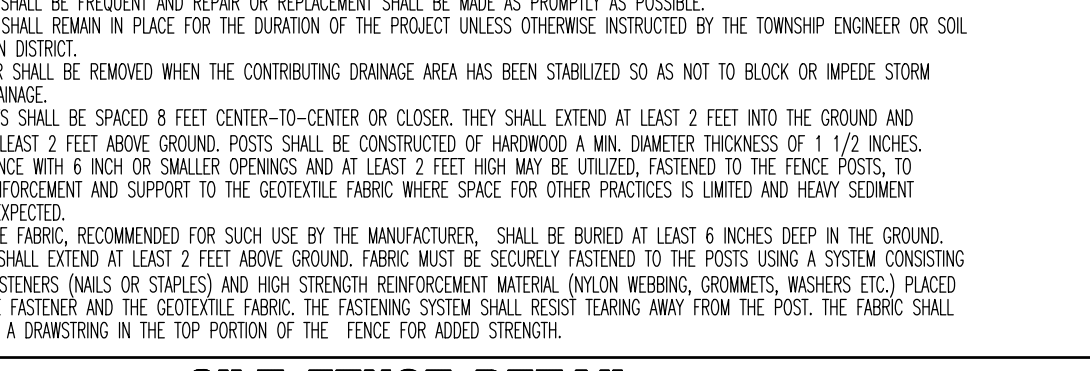 SHALL BE FREQUENT AND REPAIR OR REPLACEMENT SHALL BE MADE AS PROMPTLY AS POSSIBLE.
SHALL REMAIN IN PLACE FOR THE DURATION OF THE PROJECT UNLESS OTHERWISE INSTRUCTED BY THE TOWNSHIP ENGINEER OR SOIL
N DISTRICT.
R SHALL BE REMOVED WHEN THE CONTRIBUTING DRAINAGE AREA HAS BEEN STABILIZED SO AS NOT TO BLOCK OR IMPEDE STORM
AINAGE.
S SHALL BE SPACED 8 FEET CENTER-TO-CENTER OR CLOSER. THEY SHALL EXTEND AT LEAST 2 FEET INTO THE GROUND AND
LEAST 2 FEET ABOVE GROUND. POSTS SHALL BE CONSTRUCTED OF HARDWOOD A MIN. DIAMETER THICKNESS OF 1 1/2 INCHES.
NCE WITH 6 INCH OR SMALLER OPENINGS AND AT LEAST 2 FEET HIGH MAY BE UTILIZED, FASTENED TO THE FENCE POSTS, TO
NFORCEMENT AND SUPPORT TO THE GEOTEXTILE FABRIC WHERE SPACE FOR OTHER PRACTICES IS LIMITED AND HEAVY SEDIMENT
EXPECTED.
E FABRIC, RECOMMENDED FOR SUCH USE BY THE MANUFACTURER, SHALL BE BURIED AT LEAST 6 INCHES DEEP IN THE GROUND.
SHALL EXTEND AT LEAST 2 FEET ABOVE GROUND. FABRIC MUST BE SECURELY FASTENED TO THE POSTS USING A SYSTEM CONSISTING
STENERS (NAILS OR STAPLES) AND HIGH STRENGTH REINFORCEMENT MATERIAL (NYLON WEBBING, GROMMETS, WASHERS ETC.) PLACED
E FASTENER AND THE GEOTEXTILE FABRIC. THE FASTENING SYSTEM SHALL RESIST TEARING AWAY FROM THE POST. THE FABRIC SHALL
A DRAWSTRING IN THE TOP PORTION OF THE FENCE FOR ADDED STRENGTH.